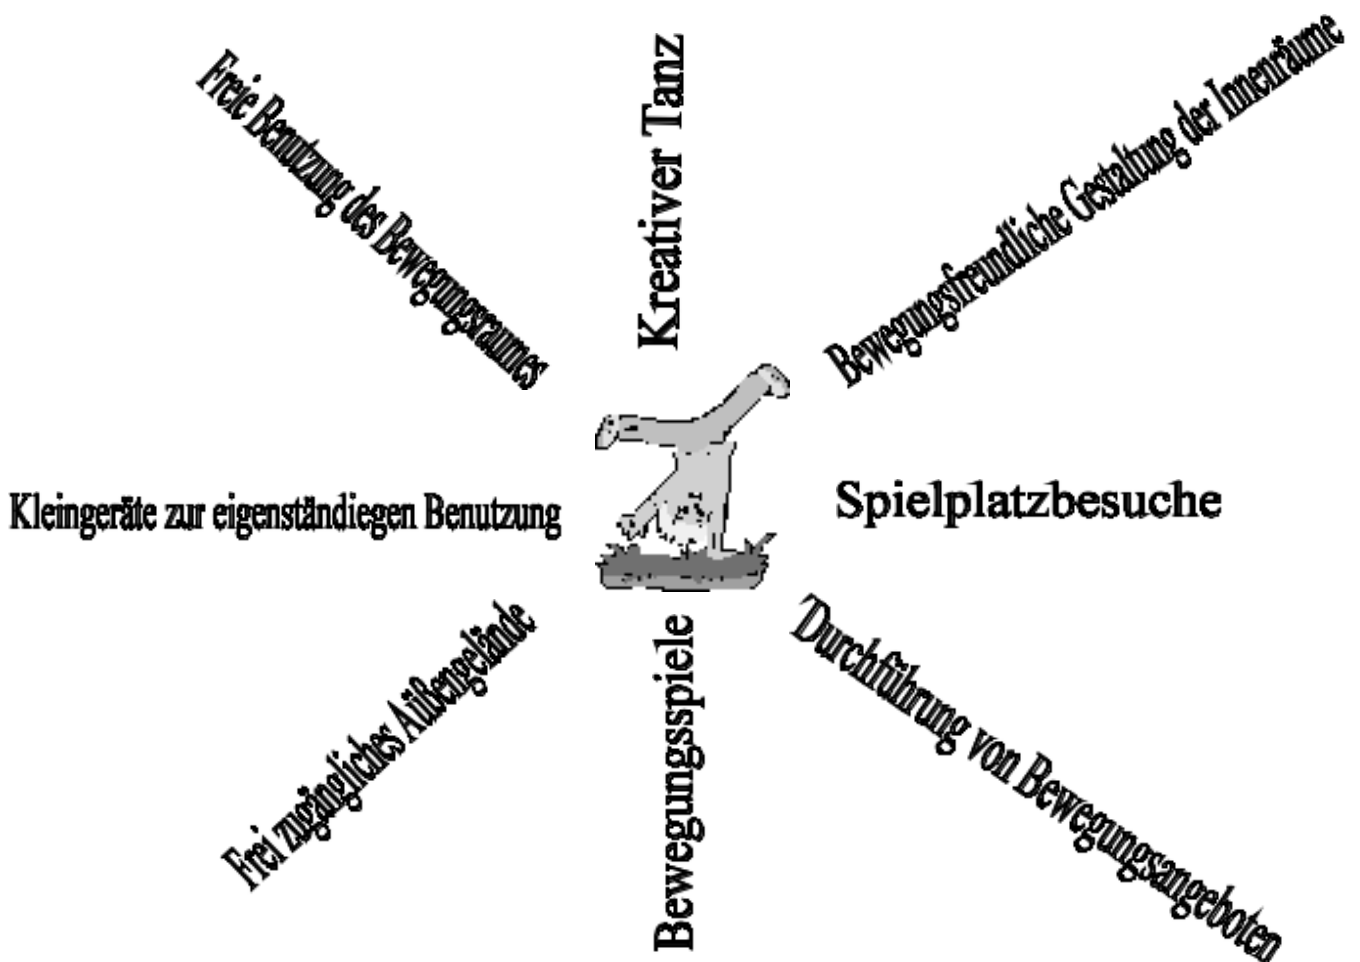 Freie Benutzung des Bewegungsraumes
Kreativer Tanz
Bewegungsfreundliche Gestaltung der Innenräume
Kleingeräte zur eigenständiegen Benutzung
Spielplatzbesuche
Frei zugängliches Aüßengelände
Bewegungsspiele
Durchführung von Bewegungsangeboten